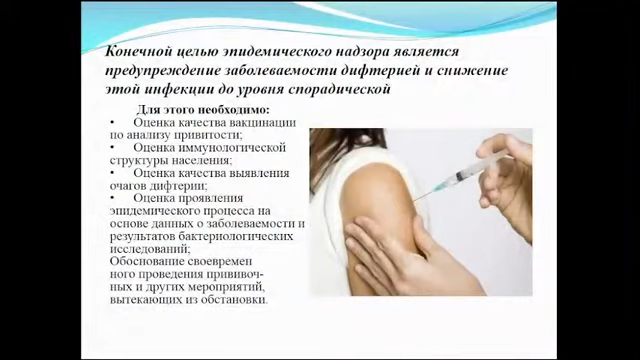 Конечной целью эпидемического надзора является
предупреждение заболеваемости дифтерией и снижение
этой инфекции до уровня спорадической
Для этого необходимо:
• Оценка качества вакцинации
по анализу привитости;
• Оценка иммунологической
структуры населения;
• Оценка качества выявления
очагов дифтерии;
• Оценка проявления
эпидемического процесса на
основе данных о заболеваемости и
результатов бактериологических
исследований;
Обоснование своевремен
ного проведения прививоч-
ных и других мероприятий,
вытекающих из обстановки.